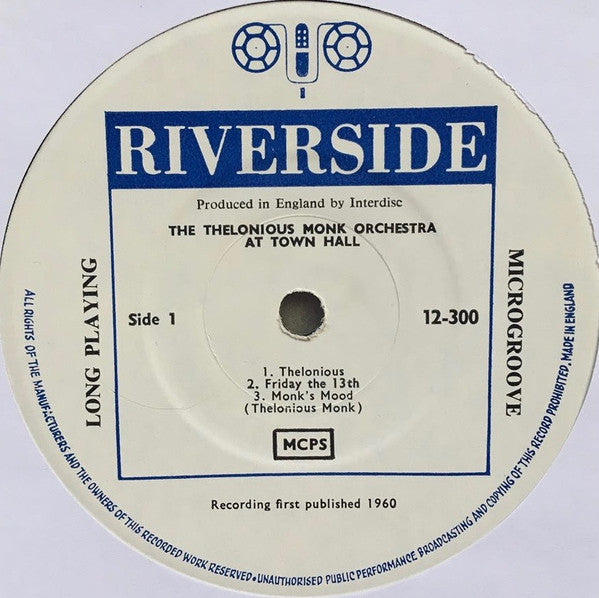 RIVERSIDE
Produced in England by Interdisc
THE THELONIOUS MONK ORCHESTRA
AT TOWN HALL
LONG PLAYING
Side 1
12-300
MICROGROOVE
1. Thelonious
2. Friday the 13th
3. Monk's Mood
(Thelonious Monk)
MCPS
Recording first published 1960
ALL RIGHTS OF THE MANUFACTURERS AND THE OWNERS OF THIS RECORDED WORK RESERVED • UNAUTHORISED PUBLIC PERFORMANCE BROADCASTING AND COPYING OF THIS RECORD PROHIBITED. MADE IN ENGLAND